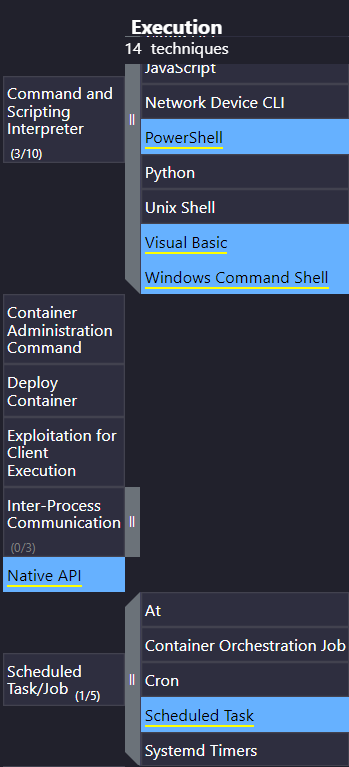 Execution
14 techniques
Command and
Scripting
Interpreter
(3/10)
JavaScript
Network Device CLI
PowerShell
Python
Unix Shell
Visual Basic
Windows Command Shell
Container
Administration
Command
Deploy
Container
Exploitation for
Client
Execution
Inter-Process
Communication
(0/3)
Native API
Scheduled
Task/Job (1/5)
At
Container Orchestration Job
Cron
Scheduled Task
Systemd Timers